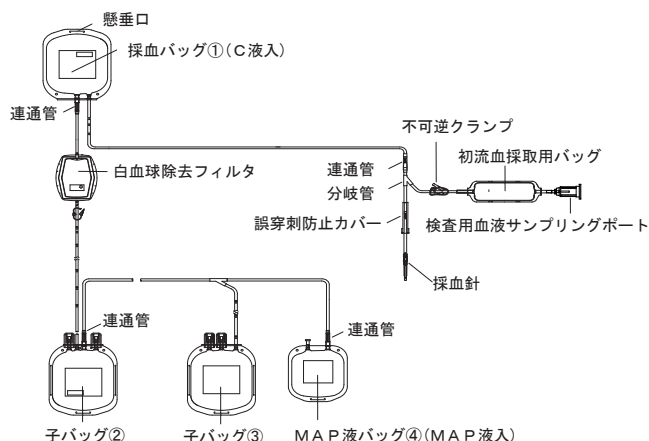 懸垂口
採血バッグ①(C液入)
連通管
不可逆クランプ
初流血採取用バッグ
白血球除去フィルタ
連通管
分岐管
誤穿刺防止カバー
検査用血液サンプリングポート
採血針
連通管
連通管
子バッグ②
子バッグ③
MAP液バッグ④(MAP液入)